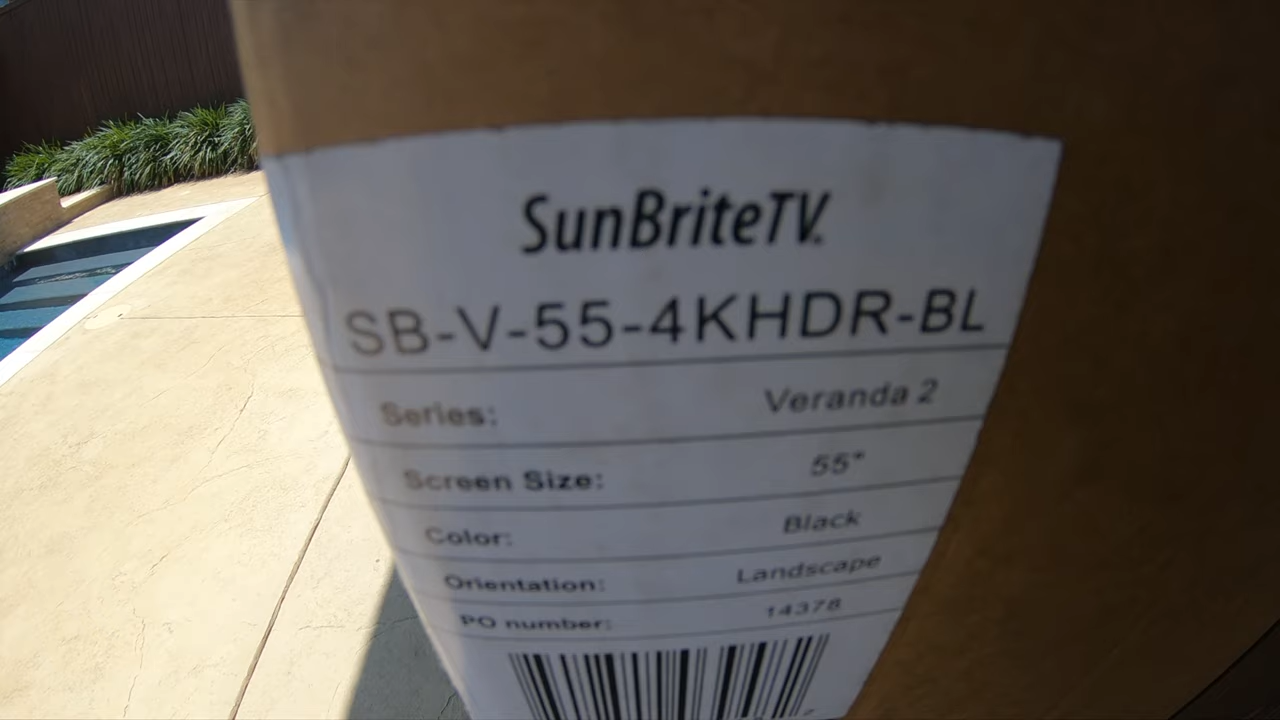 SunBriteTV.
SB-V-55-4KHDR-BL
Series: Veranda 2
Screen Size: 55"
Color: Black
Orientation: Landscape
PO number: 14378